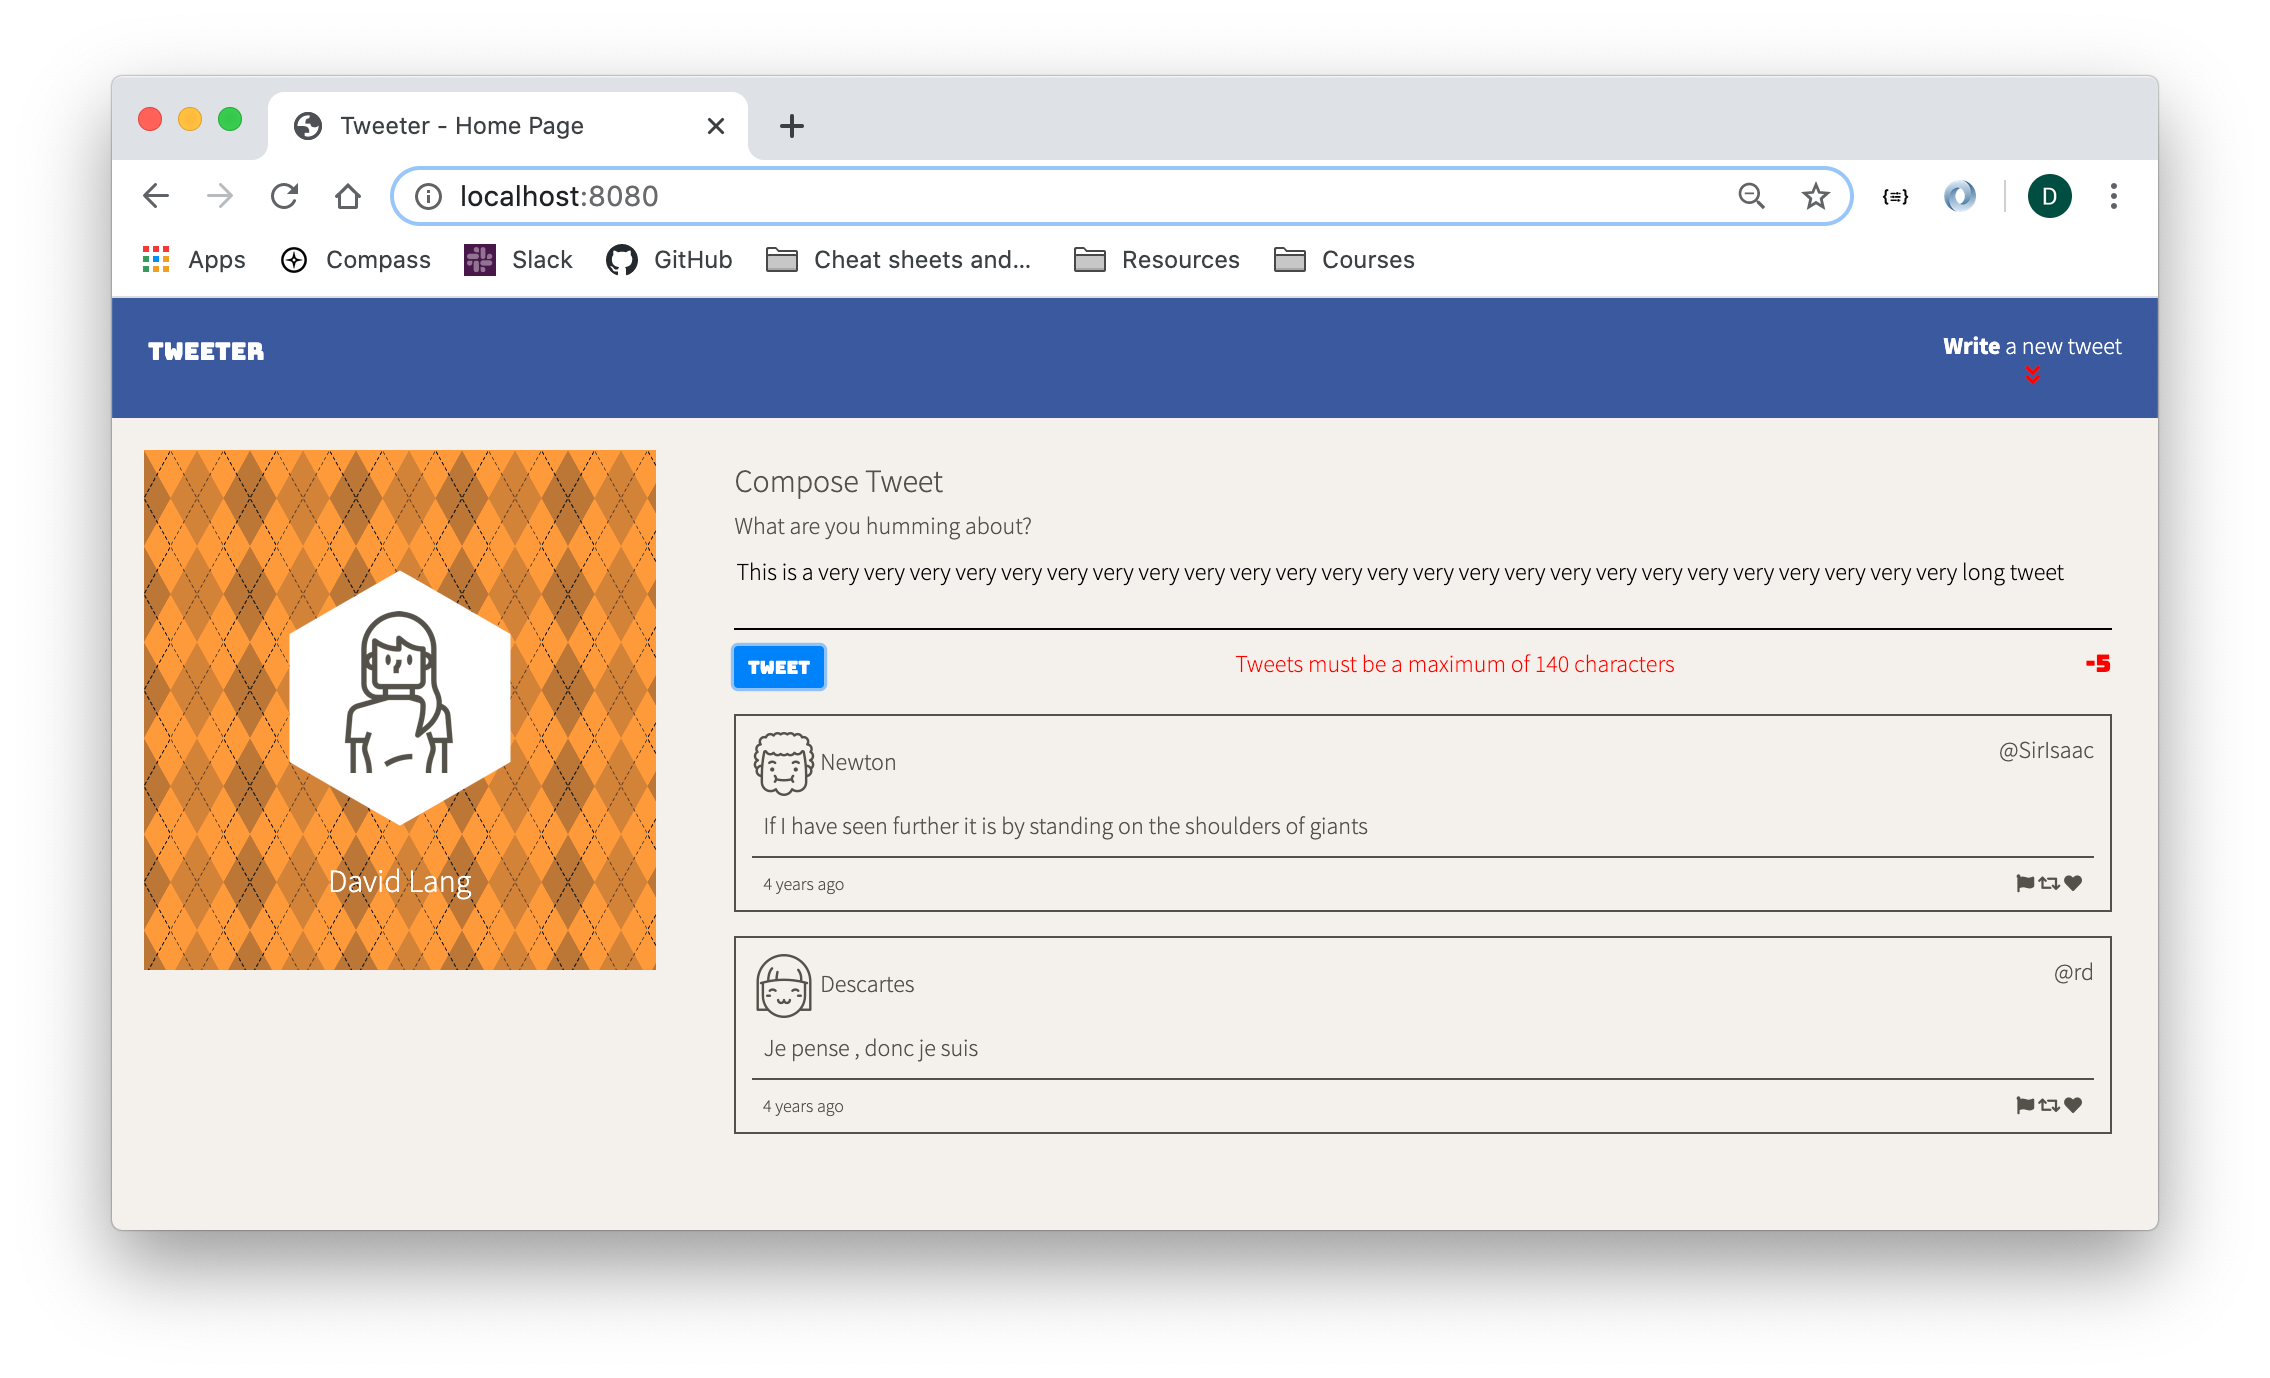 Tweeter - Home Page
localhost:8080
D
Apps
Compass
Slack
GitHub
Cheat sheets and...
Resources
Courses
TWEETER
Write a new tweet
David Lang
Compose Tweet
What are you humming about?
This is a very very very very very very very very very very very very very very very very very very very very very very very very very long tweet
TWEET
Tweets must be a maximum of 140 characters
-5
Newton
@SirIsaac
If I have seen further it is by standing on the shoulders of giants
4 years ago
Descartes
@rd
Je pense , donc je suis
4 years ago